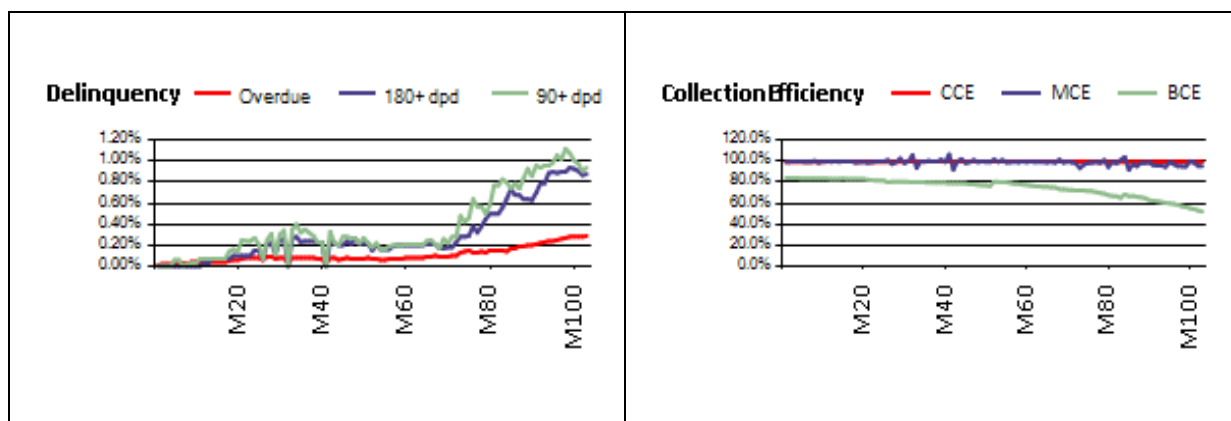 Delinquency Overdue 180+ dpd 90+ dpd
1.20%
1.00%
0.80%
0.60%
0.40%
0.20%
0.00%
M20
M40
M60
M80
M100
Collection Efficiency CCE MCE BCE
120.0%
100.0%
80.0%
60.0%
40.0%
20.0%
0.0%
M20
M40
M60
M80
M100